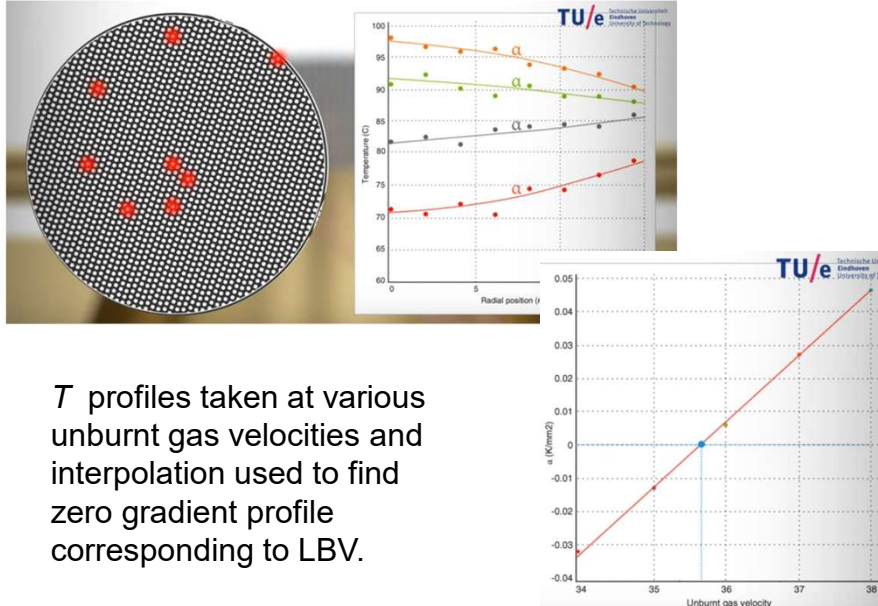 TU/e Technische Universiteit
Eindhoven
University of Technology
100
95
90
85
80
75
70
65
60
Temperature (C)
α
α
α
α
0 5
Radial position (
TU/e Technische
Eindhoven
University of
0.05
0.04
0.03
0.02
0.01
0
-0.01
-0.02
-0.03
-0.04
α (K/mm2)
34 35 36 37 38
Unburnt gas velocity
T profiles taken at various
unburnt gas velocities and
interpolation used to find
zero gradient profile
corresponding to LBV.